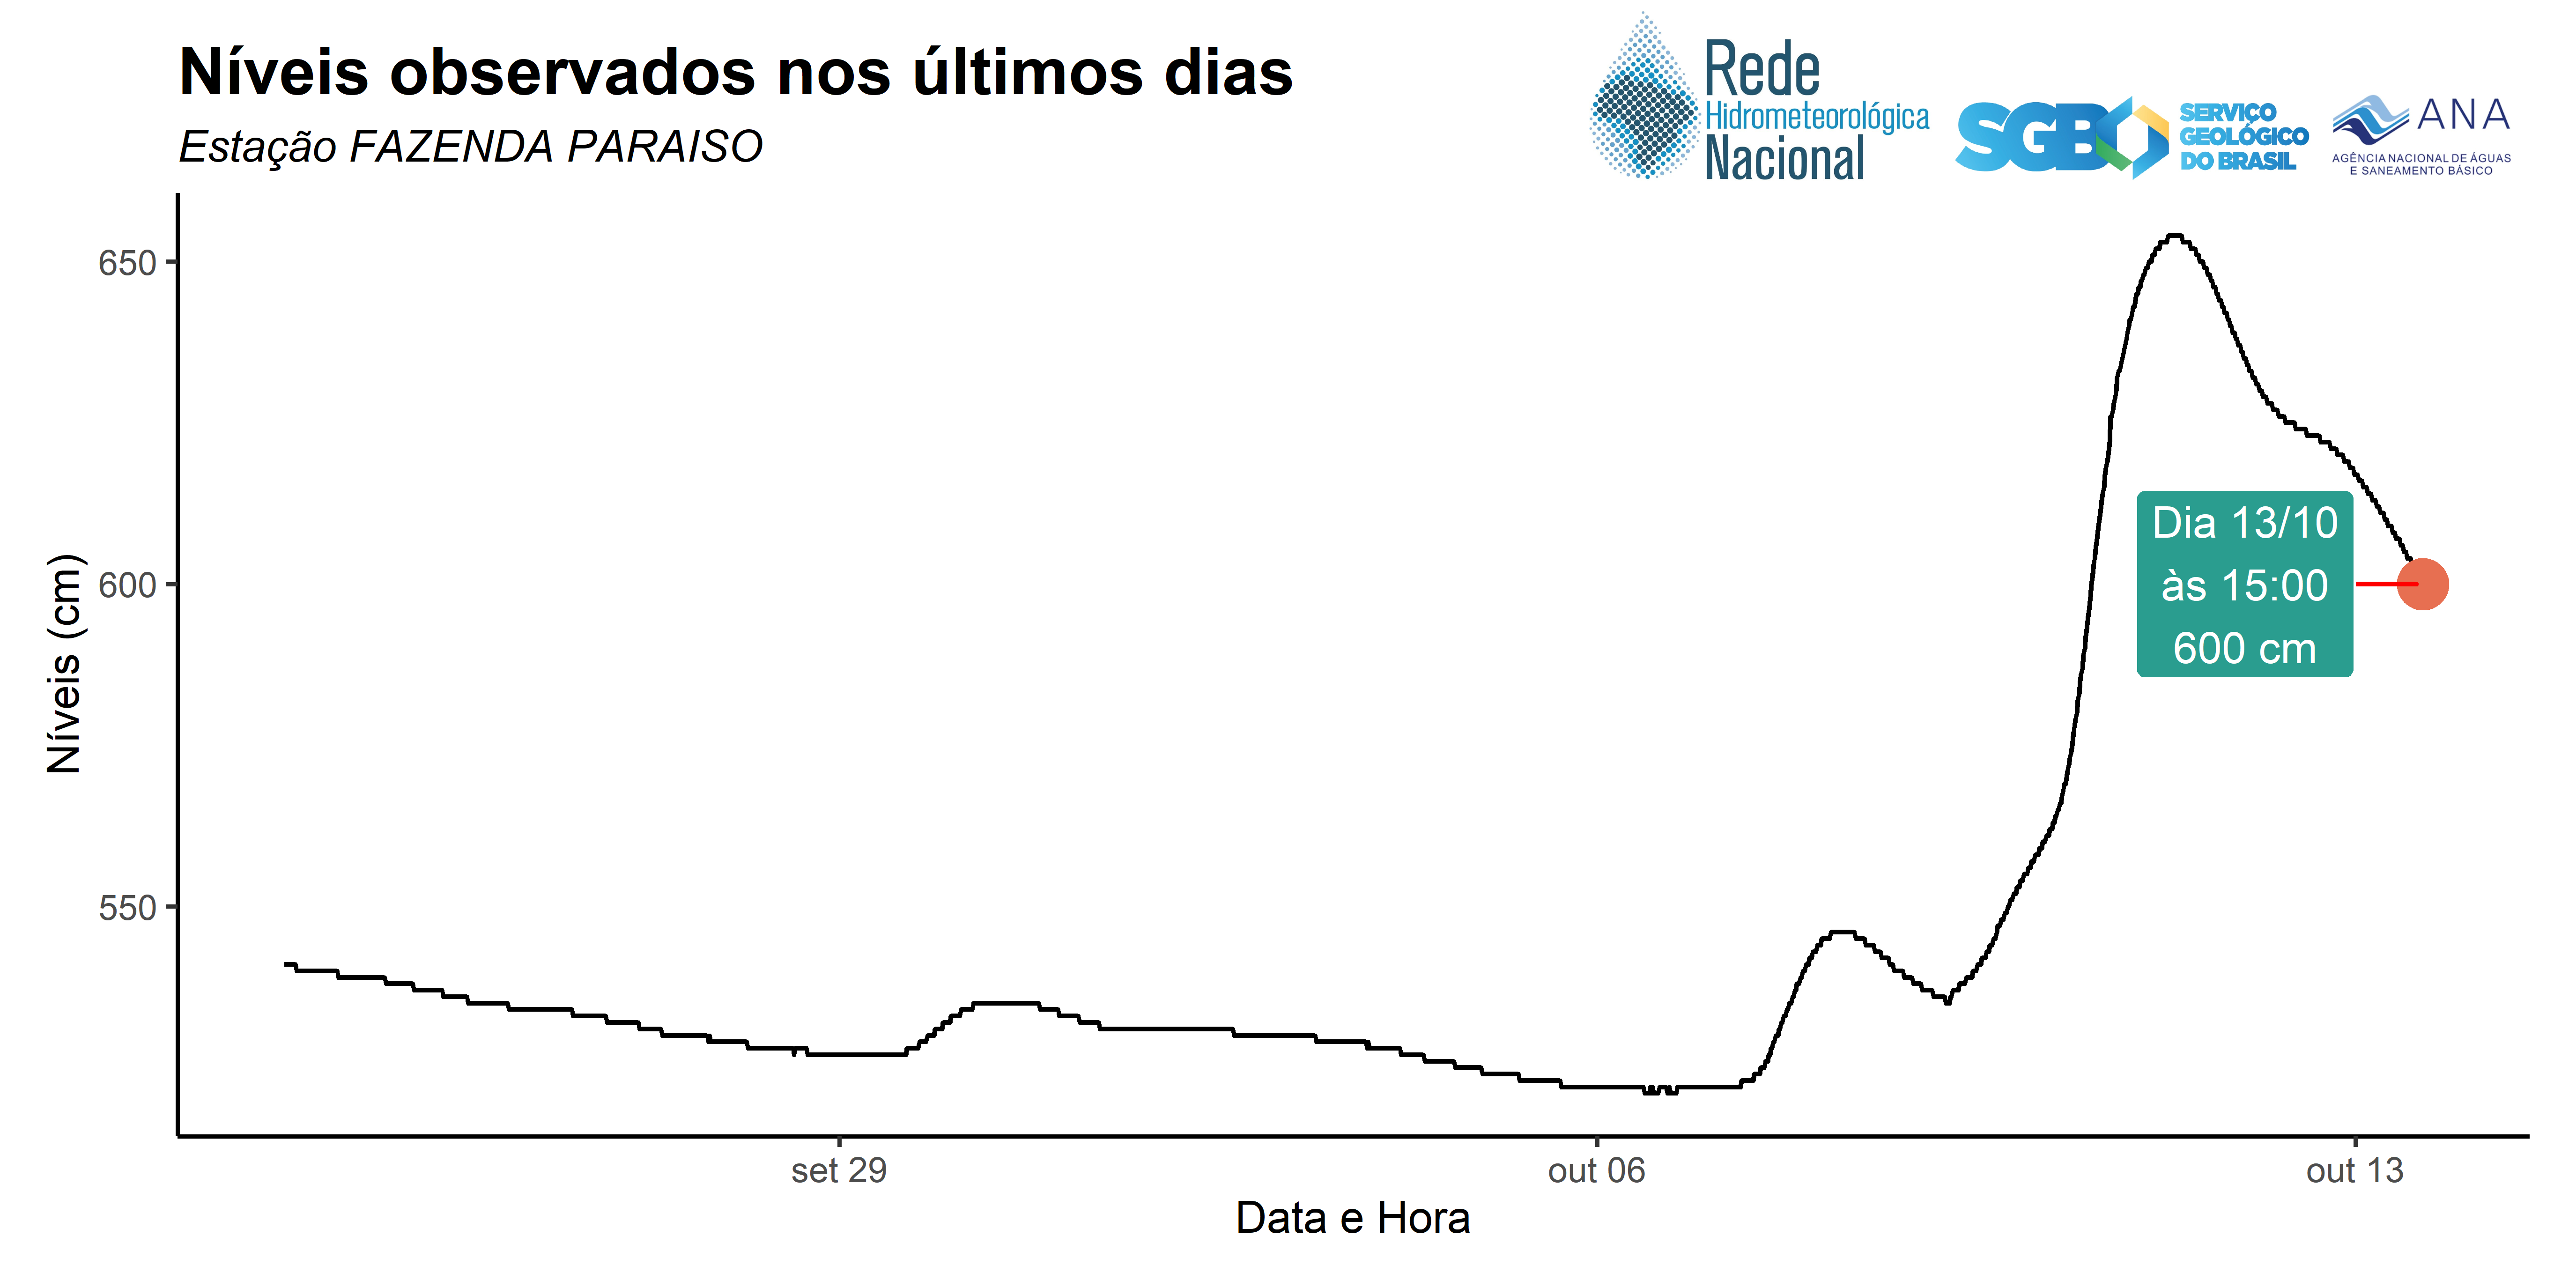 Níveis observados nos últimos dias
Estação FAZENDA PARAISO
Rede
Hidrometeorológica
Nacional
SGB
SERVIÇO
GEOLÓGICO
DO BRASIL
ANA
AGÊNCIA NACIONAL DE ÁGUAS
E SANEAMENTO BÁSICO
Níveis (cm)
650
600
550
Dia 13/10
às 15:00
600 cm
set 29
out 06
out 13
Data e Hora